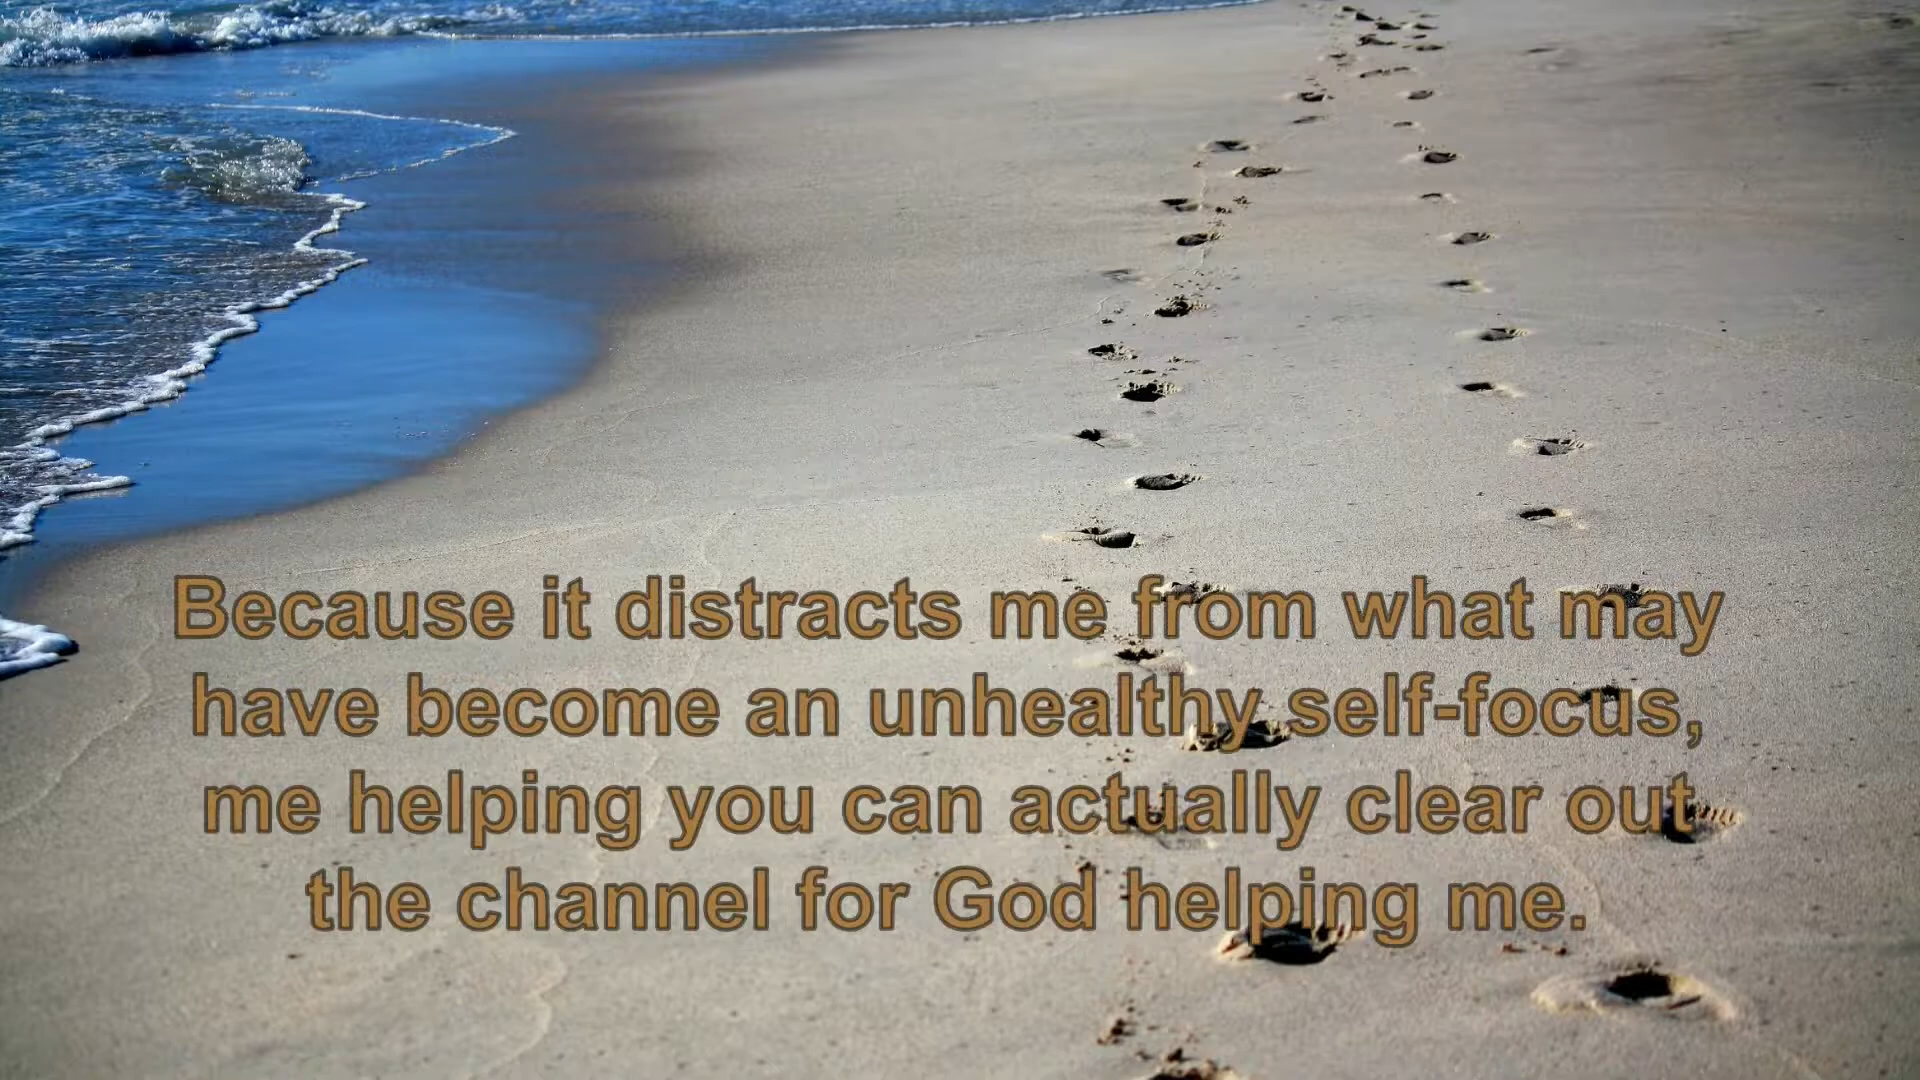 Because it distracts me from what may
have become an unhealthy self-focus,
me helping you can actually clear out
the channel for God helping me.